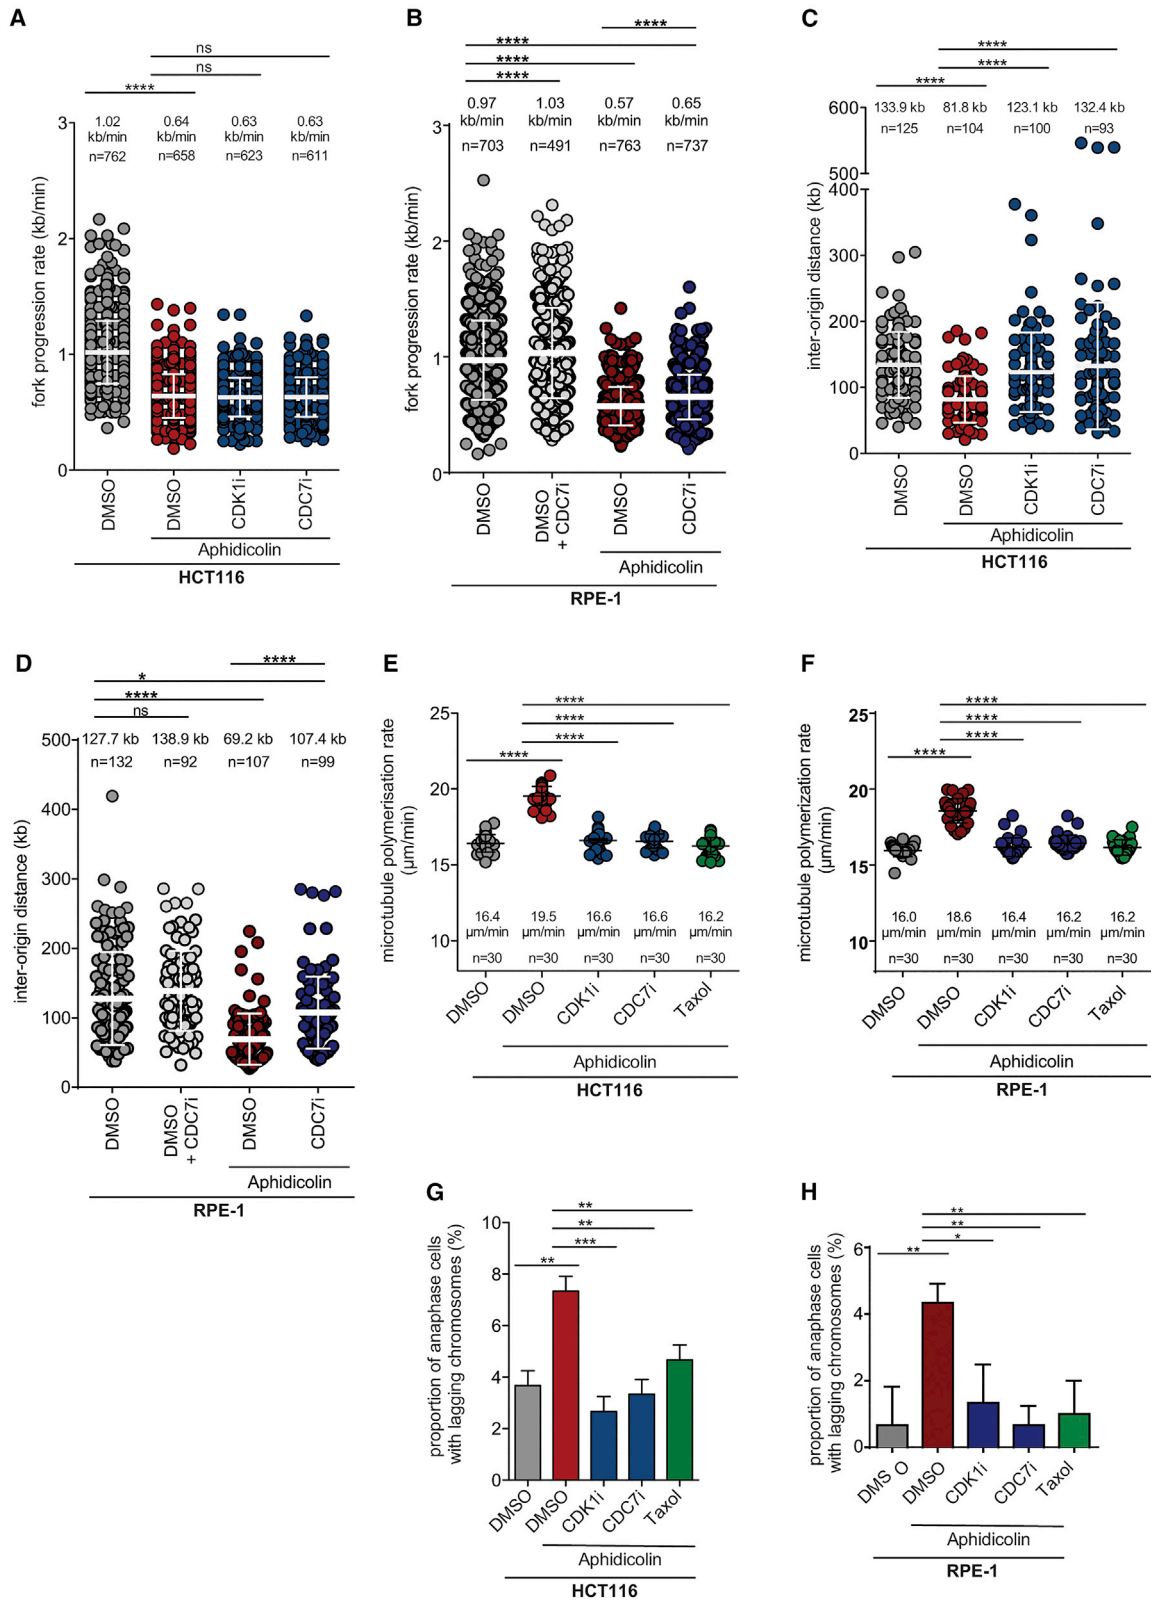 A
ns
ns
****
1.02 kb/min
0.64 kb/min
0.63 kb/min
0.63 kb/min
n=762
n=658
n=623
n=611
fork progression rate (kb/min)
3
2
1
0
DMSO
DMSO
CDK1i
CDC7i
Aphidicolin
HCT116
B
****
****
****
****
0.97 kb/min
1.03 kb/min
0.57 kb/min
0.65 kb/min
n=703
n=491
n=763
n=737
fork progression rate (kb/min)
3
2
1
0
DMSO
DMSO + CDC7i
DMSO
CDC7i
Aphidicolin
RPE-1
C
****
****
****
133.9 kb
81.8 kb
123.1 kb
132.4 kb
n=125
n=104
n=100
n=93
inter-origin distance (kb)
600
500
400
300
200
100
0
DMSO
DMSO
CDK1i
CDC7i
Aphidicolin
HCT116
D
****
*
****
ns
127.7 kb
138.9 kb
69.2 kb
107.4 kb
n=132
n=92
n=107
n=99
inter-origin distance (kb)
500
400
300
200
100
0
DMSO
DMSO + CDC7i
DMSO
CDC7i
Aphidicolin
RPE-1
E
****
****
****
****
microtubule polymerisation rate (µm/min)
25
20
15
10
16.4 µm/min
19.5 µm/min
16.6 µm/min
16.6 µm/min
16.2 µm/min
n=30
n=30
n=30
n=30
n=30
DMSO
DMSO
CDK1i
CDC7i
Taxol
Aphidicolin
HCT116
F
****
****
****
****
microtubule polymerization rate (µm/min)
25
20
15
10
16.0 µm/min
18.6 µm/min
16.4 µm/min
16.2 µm/min
16.2 µm/min
n=30
n=30
n=30
n=30
n=30
DMSO
DMSO
CDK1i
CDC7i
Taxol
Aphidicolin
RPE-1
G
**
**
***
**
proportion of anaphase cells with lagging chromosomes (%)
10
8
6
4
2
0
DMSO
DMSO
CDK1i
CDC7i
Taxol
Aphidicolin
HCT116
H
**
**
*
**
proportion of anaphase cells with lagging chromosomes (%)
6
4
2
0
DMS O
DMSO
CDK1i
CDC7i
Taxol
Aphidicolin
RPE-1